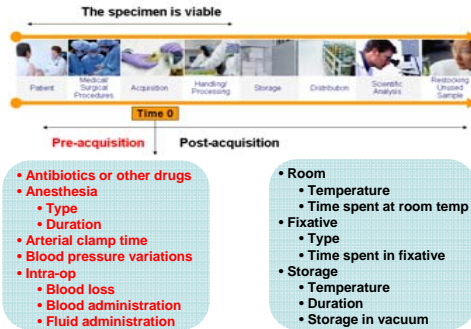 The specimen is viable
Patient
Medical/
Surgical
Procedures
Acquisition
Handling/
Processing
Storage
Distribution
Scientific
Analysis
Restocking
Unused
Sample
Time 0
Pre-acquisition
Post-acquisition
• Antibiotics or other drugs
• Anesthesia
• Type
• Duration
• Arterial clamp time
• Blood pressure variations
• Intra-op
• Blood loss
• Blood administration
• Fluid administration
• Room
• Temperature
• Time spent at room temp
• Fixative
• Type
• Time spent in fixative
• Storage
• Temperature
• Duration
• Storage in vacuum